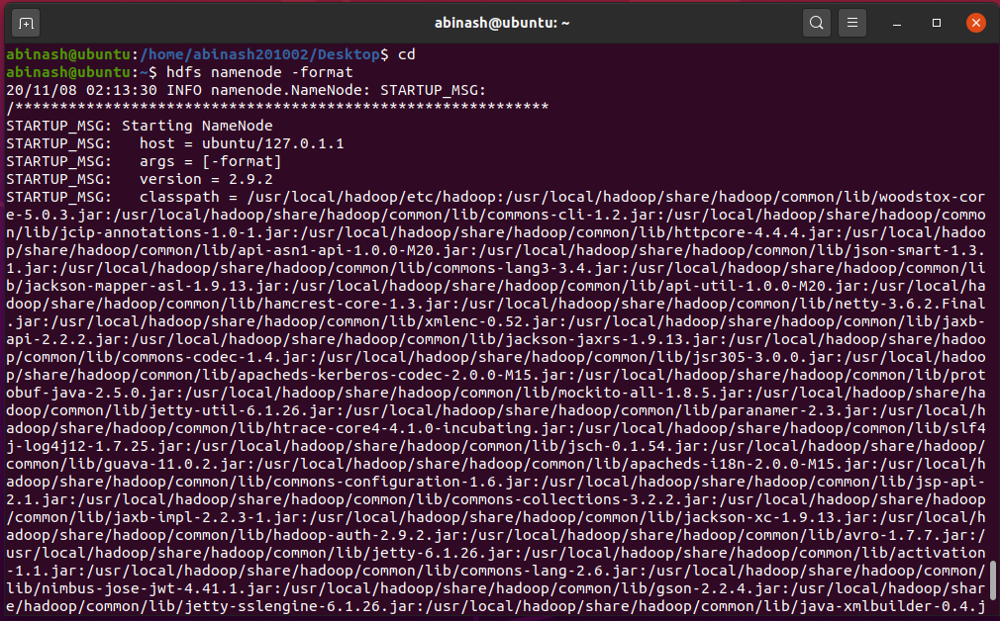 abinash@ubuntu: ~
abinash@ubuntu:/home/abinash201002/Desktop$ cd
abinash@ubuntu:~$ hdfs namenode -format
20/11/08 02:13:30 INFO namenode.NameNode: STARTUP_MSG:
/************************************************************
STARTUP_MSG: Starting NameNode
STARTUP_MSG:   host = ubuntu/127.0.1.1
STARTUP_MSG:   args = [-format]
STARTUP_MSG:   version = 2.9.2
STARTUP_MSG:   classpath = /usr/local/hadoop/etc/hadoop:/usr/local/hadoop/share/hadoop/common/lib/woodstox-cor
e-5.0.3.jar:/usr/local/hadoop/share/hadoop/common/lib/commons-cli-1.2.jar:/usr/local/hadoop/share/hadoop/commo
n/lib/jcip-annotations-1.0-1.jar:/usr/local/hadoop/share/hadoop/common/lib/httpcore-4.4.4.jar:/usr/local/hadoo
p/share/hadoop/common/lib/api-asn1-api-1.0.0-M20.jar:/usr/local/hadoop/share/hadoop/common/lib/json-smart-1.3.
1.jar:/usr/local/hadoop/share/hadoop/common/lib/commons-lang3-3.4.jar:/usr/local/hadoop/share/hadoop/common/li
b/jackson-mapper-asl-1.9.13.jar:/usr/local/hadoop/share/hadoop/common/lib/api-util-1.0.0-M20.jar:/usr/local/ha
doop/share/hadoop/common/lib/hamcrest-core-1.3.jar:/usr/local/hadoop/share/hadoop/common/lib/netty-3.6.2.Final
.jar:/usr/local/hadoop/share/hadoop/common/lib/xmlenc-0.52.jar:/usr/local/hadoop/share/hadoop/common/lib/jaxb-
api-2.2.2.jar:/usr/local/hadoop/share/hadoop/common/lib/jackson-jaxrs-1.9.13.jar:/usr/local/hadoop/share/hadoo
p/common/lib/commons-codec-1.4.jar:/usr/local/hadoop/share/hadoop/common/lib/jsr305-3.0.0.jar:/usr/local/hadoo
p/share/hadoop/common/lib/apacheds-kerberos-codec-2.0.0-M15.jar:/usr/local/hadoop/share/hadoop/common/lib/prot
obuf-java-2.5.0.jar:/usr/local/hadoop/share/hadoop/common/lib/mockito-all-1.8.5.jar:/usr/local/hadoop/share/ha
doop/common/lib/jetty-util-6.1.26.jar:/usr/local/hadoop/share/hadoop/common/lib/paranamer-2.3.jar:/usr/local/h
adoop/share/hadoop/common/lib/htrace-core4-4.1.0-incubating.jar:/usr/local/hadoop/share/hadoop/common/lib/slf4
j-log4j12-1.7.25.jar:/usr/local/hadoop/share/hadoop/common/lib/jsch-0.1.54.jar:/usr/local/hadoop/share/hadoop/
common/lib/guava-11.0.2.jar:/usr/local/hadoop/share/hadoop/common/lib/apacheds-i18n-2.0.0-M15.jar:/usr/local/h
adoop/share/hadoop/common/lib/commons-configuration-1.6.jar:/usr/local/hadoop/share/hadoop/common/lib/jsp-api-
2.1.jar:/usr/local/hadoop/share/hadoop/common/lib/commons-collections-3.2.2.jar:/usr/local/hadoop/share/hadoop
/common/lib/jaxb-impl-2.2.3-1.jar:/usr/local/hadoop/share/hadoop/common/lib/jackson-xc-1.9.13.jar:/usr/local/h
adoop/share/hadoop/common/lib/hadoop-auth-2.9.2.jar:/usr/local/hadoop/share/hadoop/common/lib/avro-1.7.7.jar:/
usr/local/hadoop/share/hadoop/common/lib/jetty-6.1.26.jar:/usr/local/hadoop/share/hadoop/common/lib/activation
-1.1.jar:/usr/local/hadoop/share/hadoop/common/lib/commons-lang-2.6.jar:/usr/local/hadoop/share/hadoop/common/
lib/nimbus-jose-jwt-4.41.1.jar:/usr/local/hadoop/share/hadoop/common/lib/gson-2.2.4.jar:/usr/local/hadoop/shar
e/hadoop/common/lib/jetty-sslengine-6.1.26.jar:/usr/local/hadoop/share/hadoop/common/lib/java-xmlbuilder-0.4.j